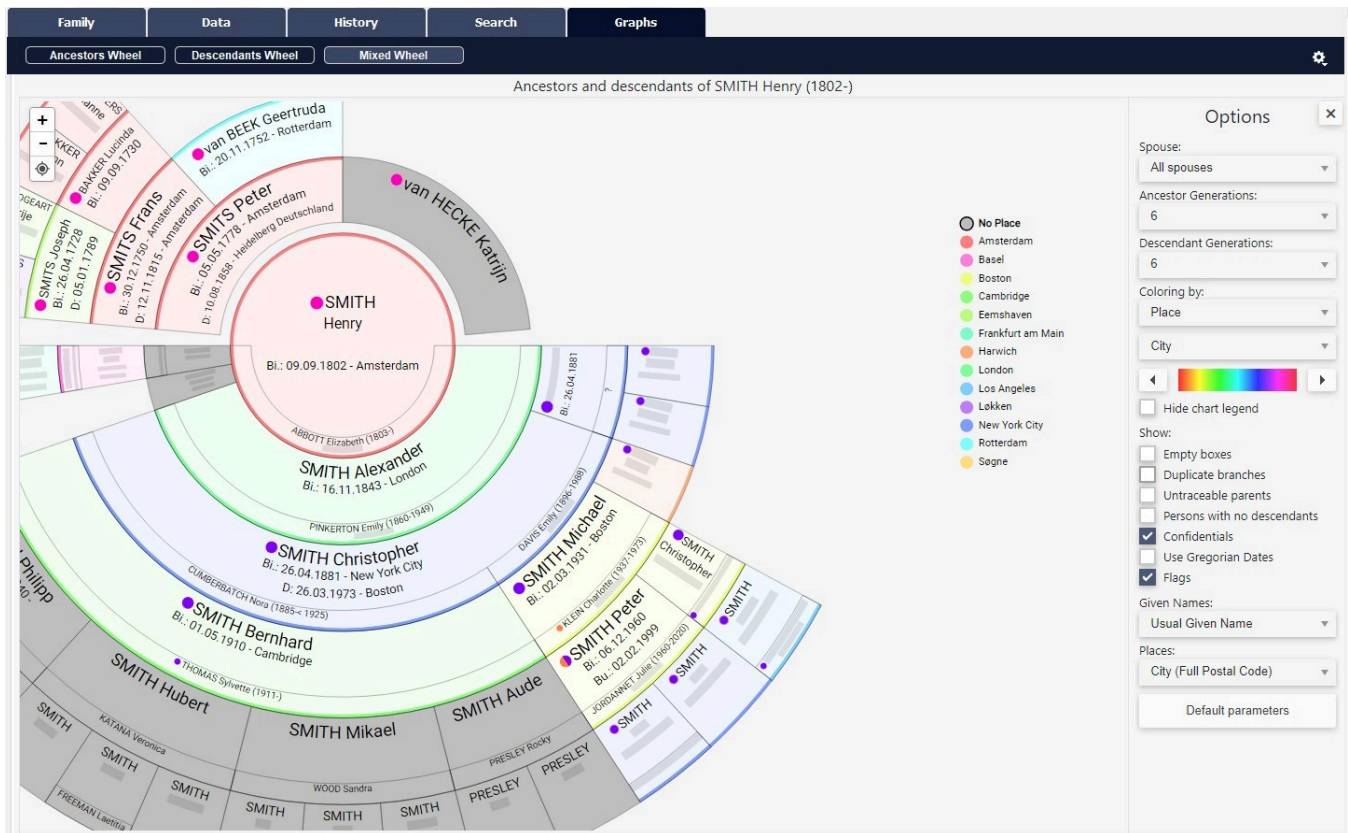 Family
Data
History
Search
Graphs
Ancestors Wheel
Descendants Wheel
Mixed Wheel
Ancestors and descendants of SMITH Henry (1802-)
+
−
BAKKER Lucinda
Bi.: 09.09.1730
SMITS Joseph
Bi.: 26.04.1728
D: 05.01.1789
SMITS Frans
Bi.: 30.12.1750 - Amsterdam
D: 12.11.1815 - Amsterdam
van BEEK Geertruda
Bi.: 20.11.1752 - Rotterdam
SMITS Peter
Bi.: 05.05.1778 - Amsterdam
D: 10.08.1858 - Heidelberg Deutschland
van HECKE Katrijn
SMITH
Henry
Bi.: 09.09.1802 - Amsterdam
ABBOTT Elizabeth (1803-)
SMITH Alexander
Bi.: 16.11.1843 - London
PINKERTON Emily (1860-1949)
Bi.: 26.04.1881
?
SMITH Christopher
Bi.: 26.04.1881 - New York City
D: 26.03.1973 - Boston
CUMBERBATCH Nora (1885-< 1925)
DAVIS Emily (1896-1988)
SMITH Bernhard
Bi.: 01.05.1910 - Cambridge
THOMAS Sylvette (1911-)
SMITH Michael
Bi.: 02.03.1931 - Boston
KLEIN Charlotte (1937-1973)
SMITH Peter
Bi.: 06.12.1960
Bu.: 02.02.1999
JORDANNET Julie (1960-2020)
SMITH
Christopher
SMITH
SMITH
SMITH
Philipp
SMITH Hubert
KATANA Veronica
SMITH Mikael
WOOD Sandra
SMITH Aude
PRESLEY Rocky
SMITH
SMITH
SMITH
SMITH
SMITH
SMITH
PRESLEY
PRESLEY
FREEMAN Laetitia
No Place
Amsterdam
Basel
Boston
Cambridge
Eemshaven
Frankfurt am Main
Harwich
London
Los Angeles
Løkken
New York City
Rotterdam
Søgne
Options
×
Spouse:
All spouses
Ancestor Generations:
6
Descendant Generations:
6
Coloring by:
Place
City
Hide chart legend
Show:
Empty boxes
Duplicate branches
Untraceable parents
Persons with no descendants
Confidentials
Use Gregorian Dates
Flags
Given Names:
Usual Given Name
Places:
City (Full Postal Code)
Default parameters